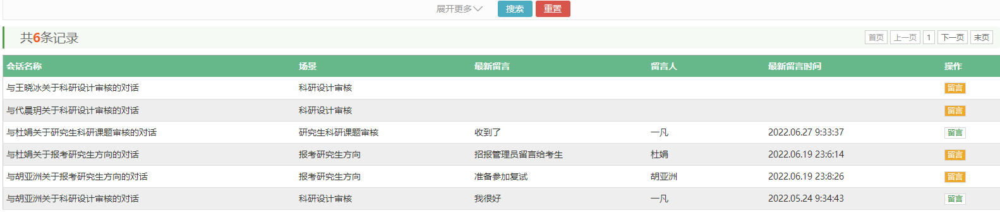 展开更多 搜索 重置
共6条记录 首页 上一页 1 下一页 末页
会话名称 场景 最新留言 留言人 最新留言时间 操作
与王晓冰关于科研设计审核的对话 科研设计审核 留言
与代晨玥关于科研设计审核的对话 科研设计审核 留言
与杜娟关于研究生科研课题审核的对话 研究生科研课题审核 收到了 一凡 2022.06.27 9:33:37 留言
与杜娟关于报考研究生方向的对话 报考研究生方向 招报管理员留言给考生 杜娟 2022.06.19 23:6:14 留言
与胡亚洲关于报考研究生方向的对话 报考研究生方向 准备参加复试 胡亚洲 2022.06.19 23:8:26 留言
与胡亚洲关于科研设计审核的对话 科研设计审核 我很好 一凡 2022.05.24 9:34:43 留言